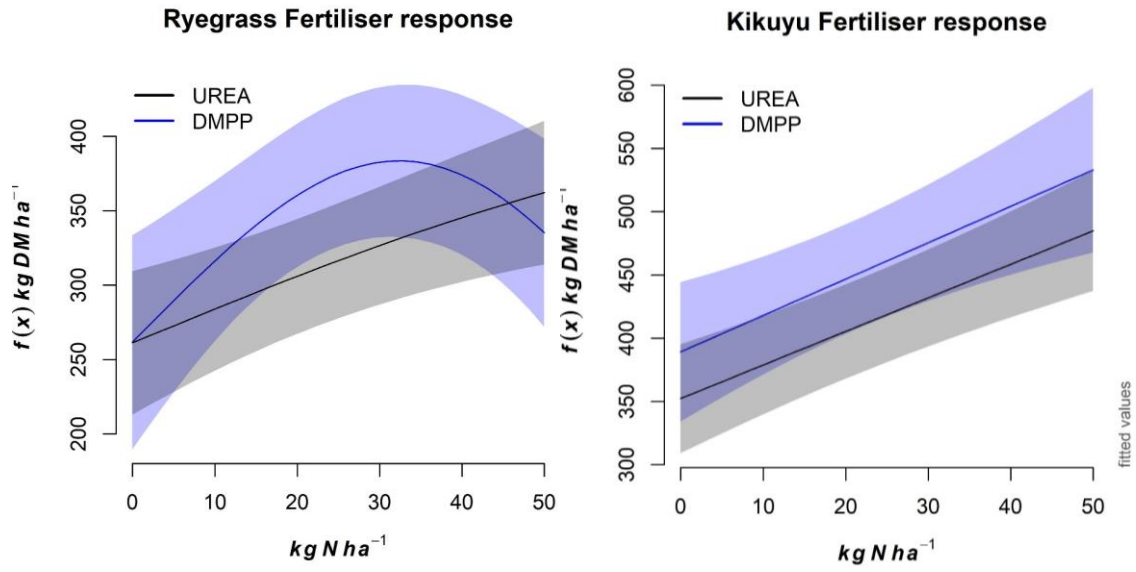 Ryegrass Fertiliser response
UREA
DMPP
400
350
300
250
200
f(x) kg DM ha⁻¹
0 10 20 30 40 50
kg N ha⁻¹
Kikuyu Fertiliser response
UREA
DMPP
600
550
500
450
400
350
300
f(x) kg DM ha⁻¹
0 10 20 30 40 50
kg N ha⁻¹
fitted values